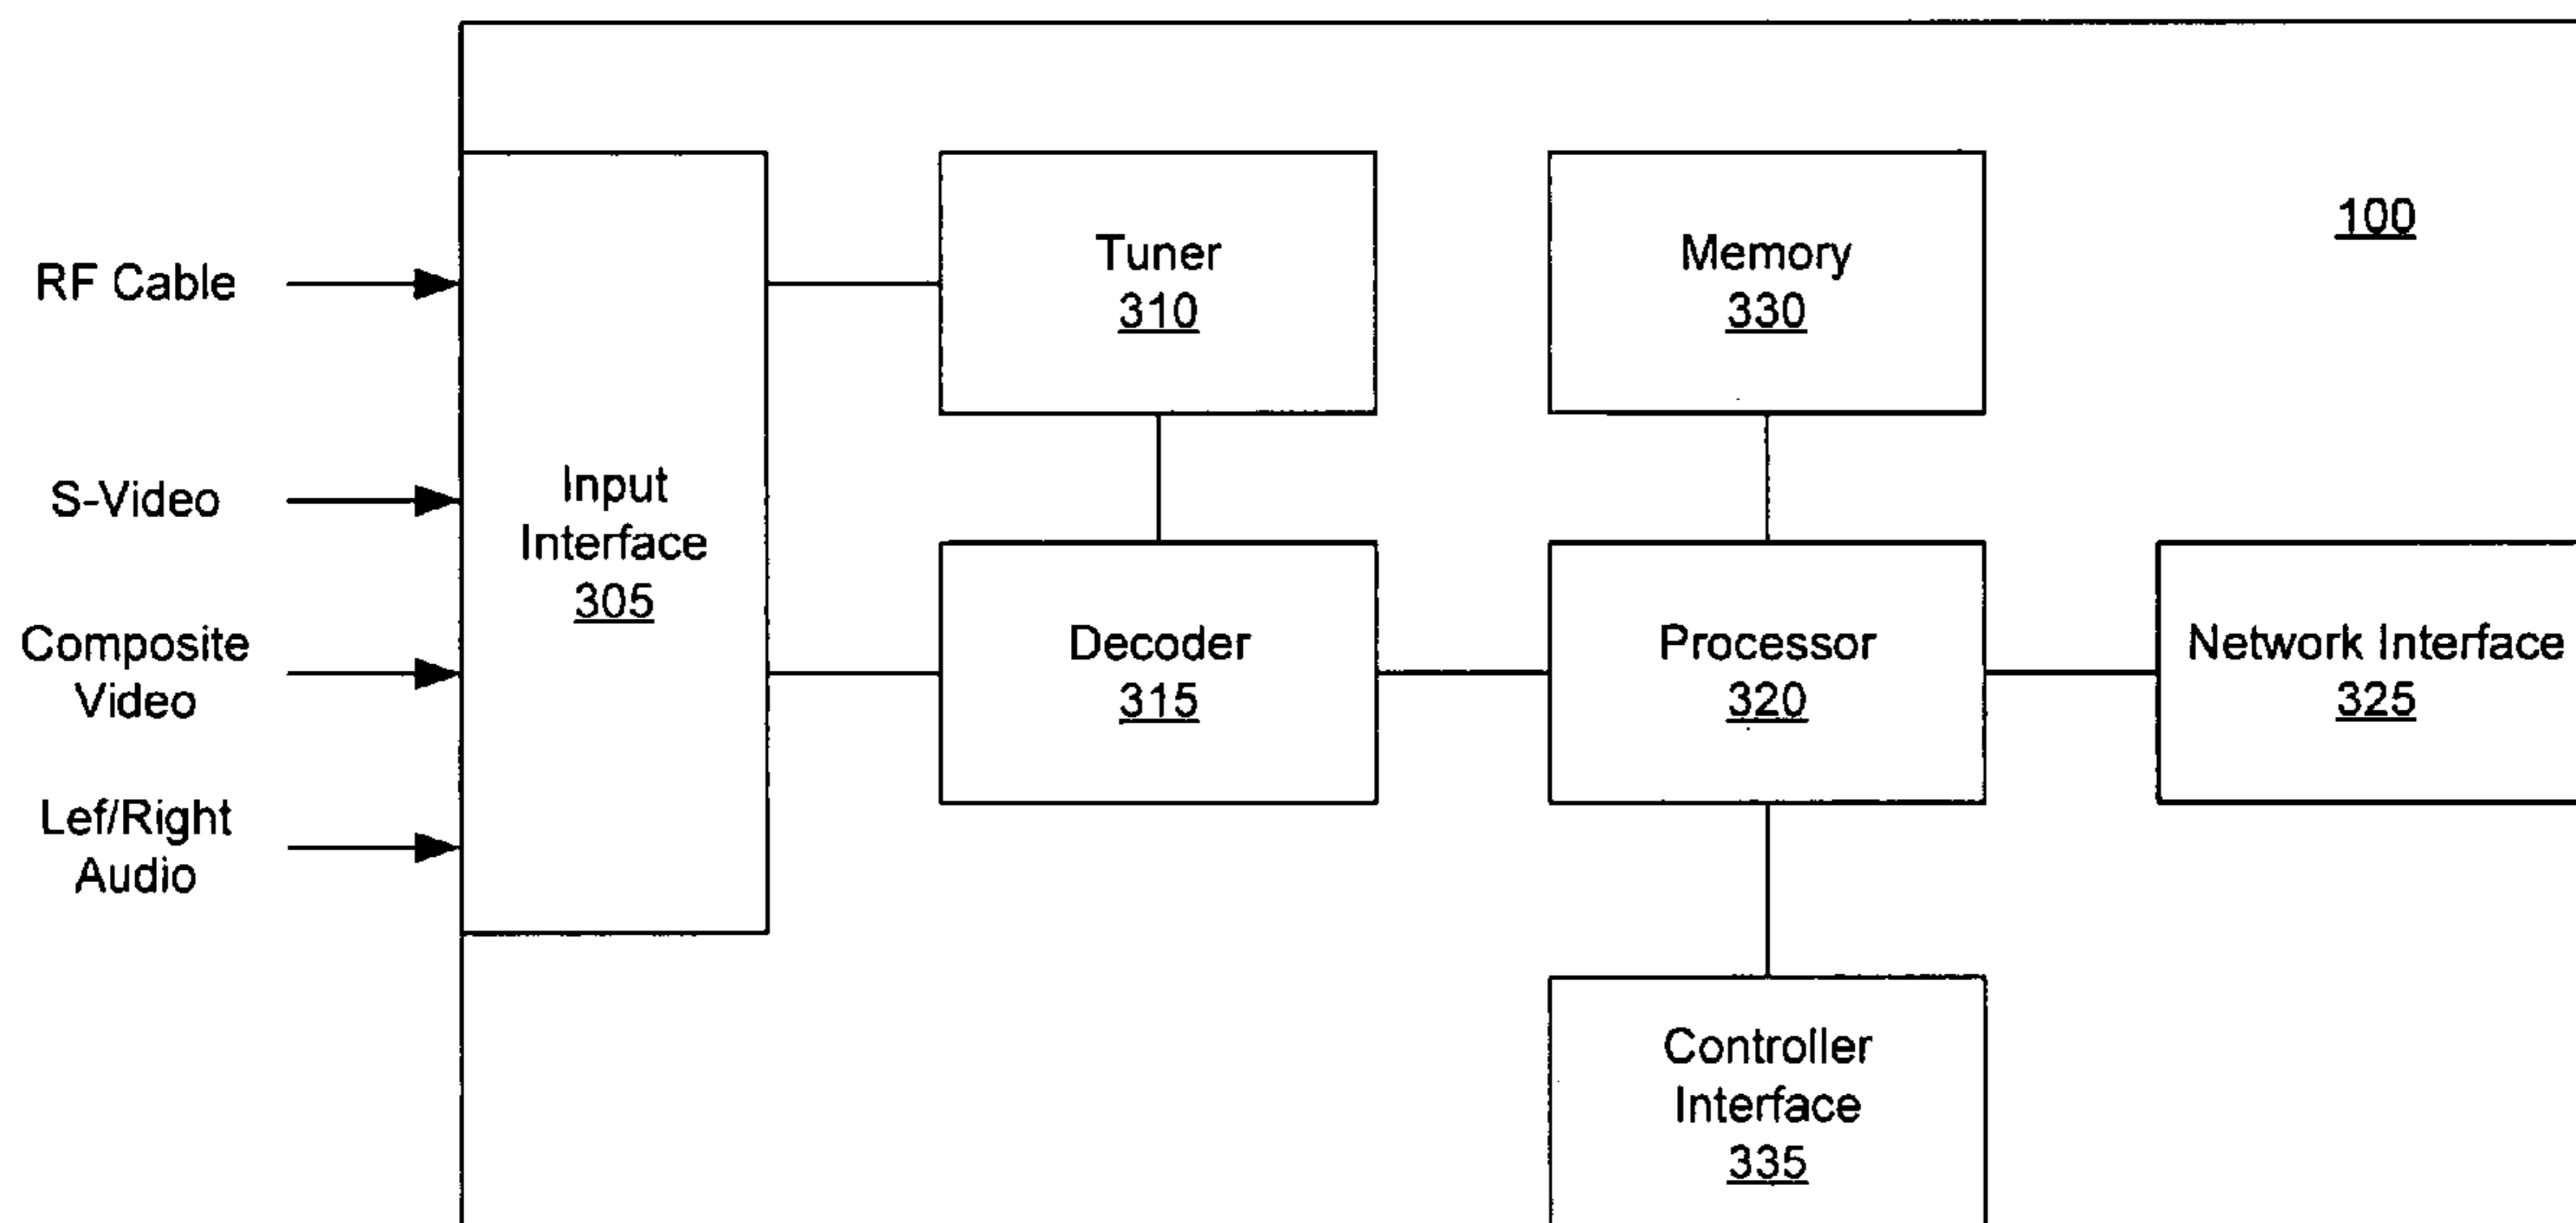 RF Cable
S-Video
Composite
Video
Lef/Right
Audio
Input
Interface
305
Tuner
310
Memory
330
100
Decoder
315
Processor
320
Network Interface
325
Controller
Interface
335